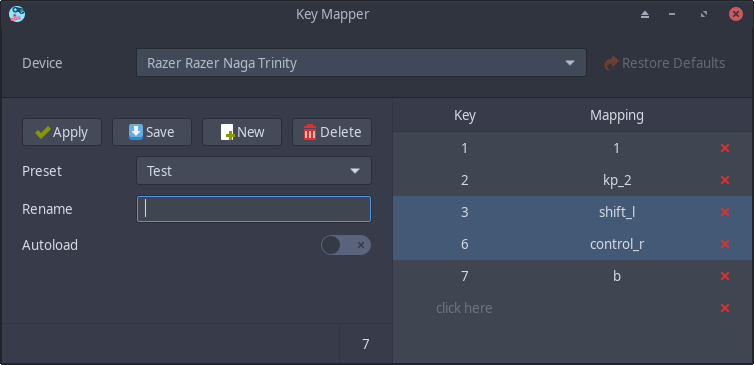 Key Mapper
Device
Razer Razer Naga Trinity
Restore Defaults
Apply
Save
New
Delete
Preset
Test
Rename
Autoload
7
Key Mapping
1 1
2 kp_2
3 shift_l
6 control_r
7 b
click here